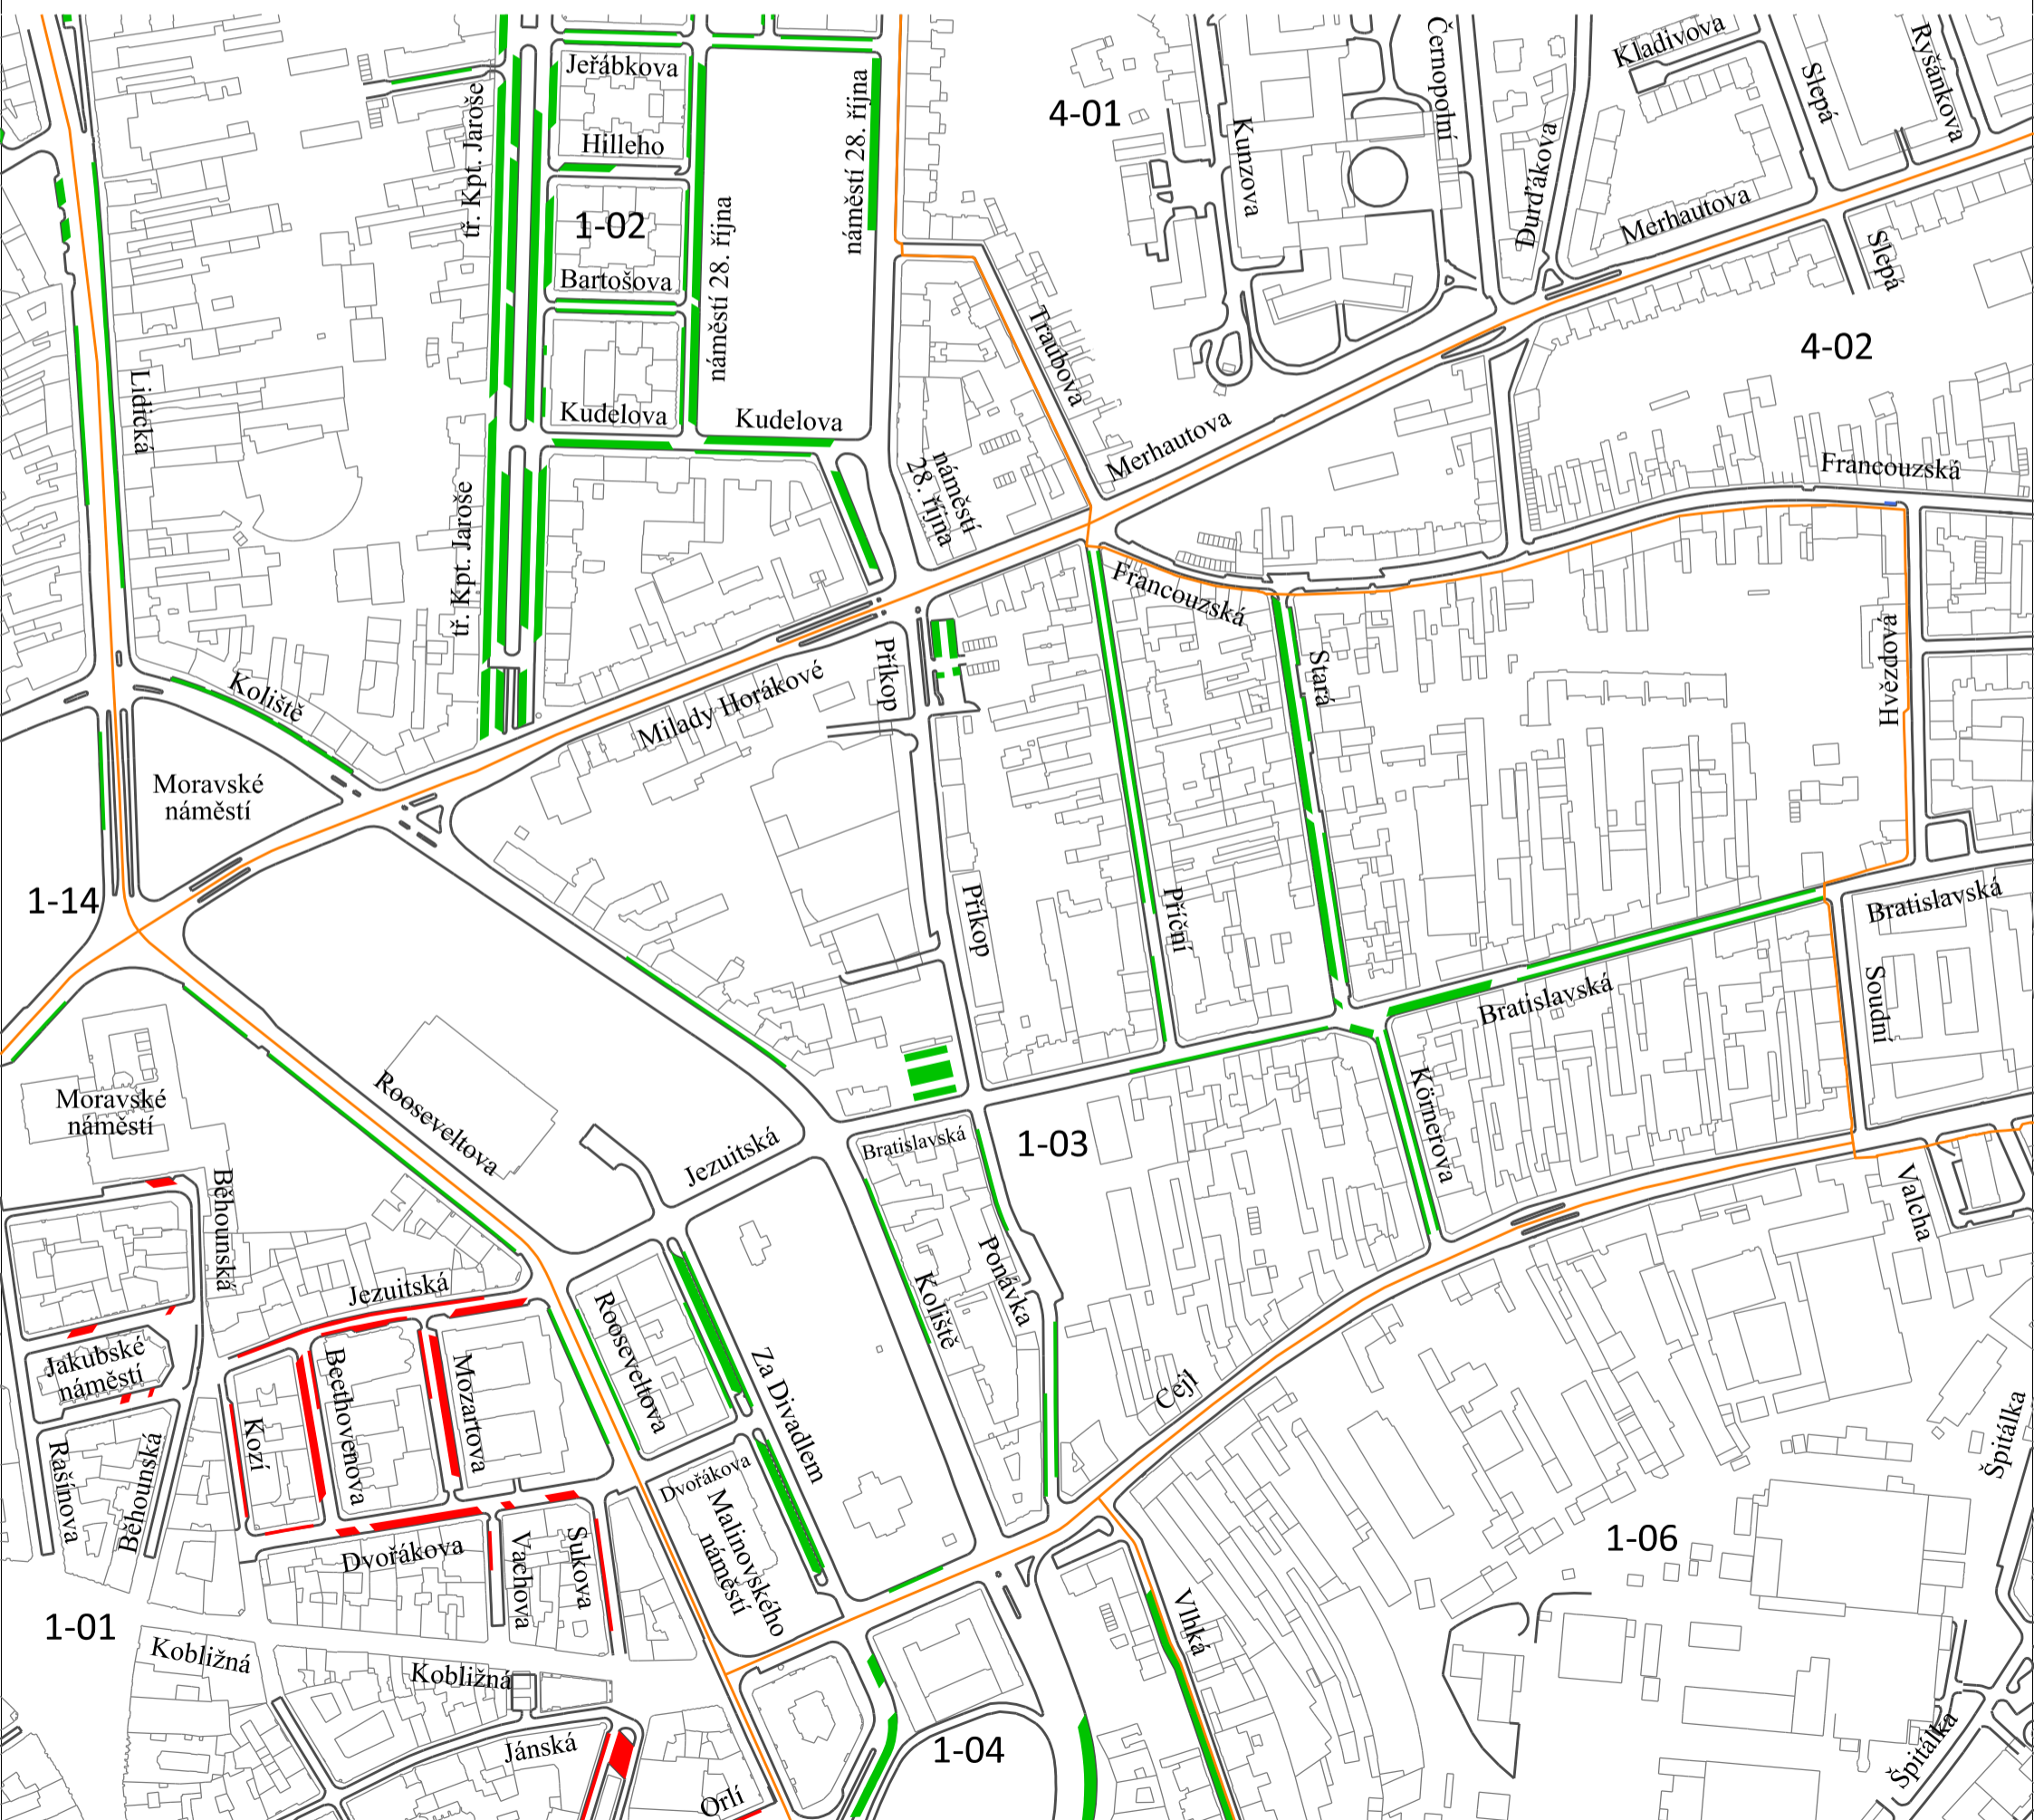 Jeřábkova
Hilleho
1-02
Bartošova
Kudelova
Kudelova
tř. Kpt. Jaroše
tř. Kpt. Jaroše
náměstí 28. října
náměstí 28. října
náměstí
28. října
4-01
Kunzova
Černopolní
Durďákova
Kladivova
Slepá
Ryšánkova
Merhautova
Slepá
4-02
Traubova
Merhautova
Francouzská
Francouzská
Lidická
Koliště
Moravské
náměstí
Milady Horákové
Příkop
Příkop
Příční
Stará
Hvězdová
1-14
Bratislavská
Bratislavská
Soudní
Körnerova
Moravské
náměstí
Rooseveltova
Jezuitská
Bratislavská
1-03
Valcha
Běhounská
Jezuitská
Jakubské
náměstí
Beethovenova
Mozartova
Kozí
Rašínova
Běhounská
Rooseveltova
Za Divadlem
Koliště
Ponávka
Cejl
Špitálka
Dvořákova
Malinovského
náměstí
Dvořákova
Vachova
Sukova
1-06
Vlhká
1-01
Kobližná
Kobližná
Jánská
Orlí
1-04
Špitálka